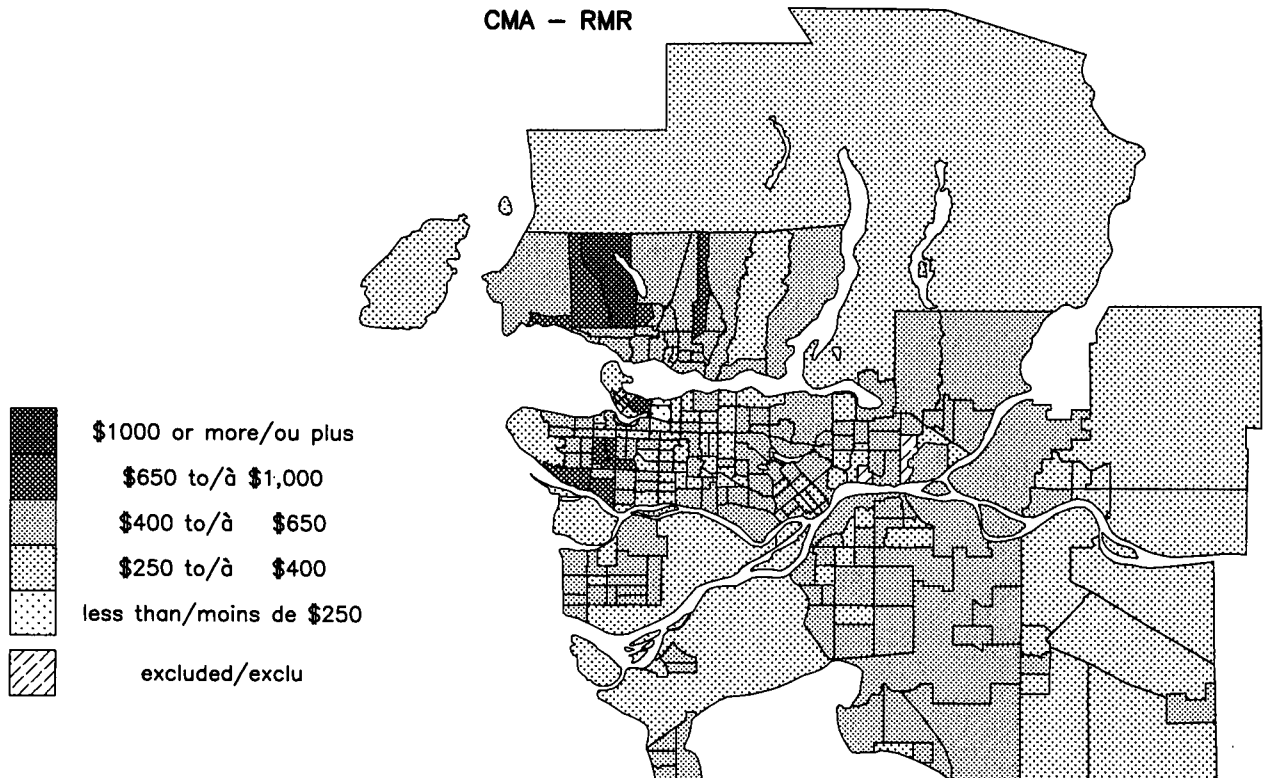 CMA – RMR
$1000 or more/ou plus
$650 to/à $1,000
$400 to/à $650
$250 to/à $400
less than/moins de $250
excluded/exclu